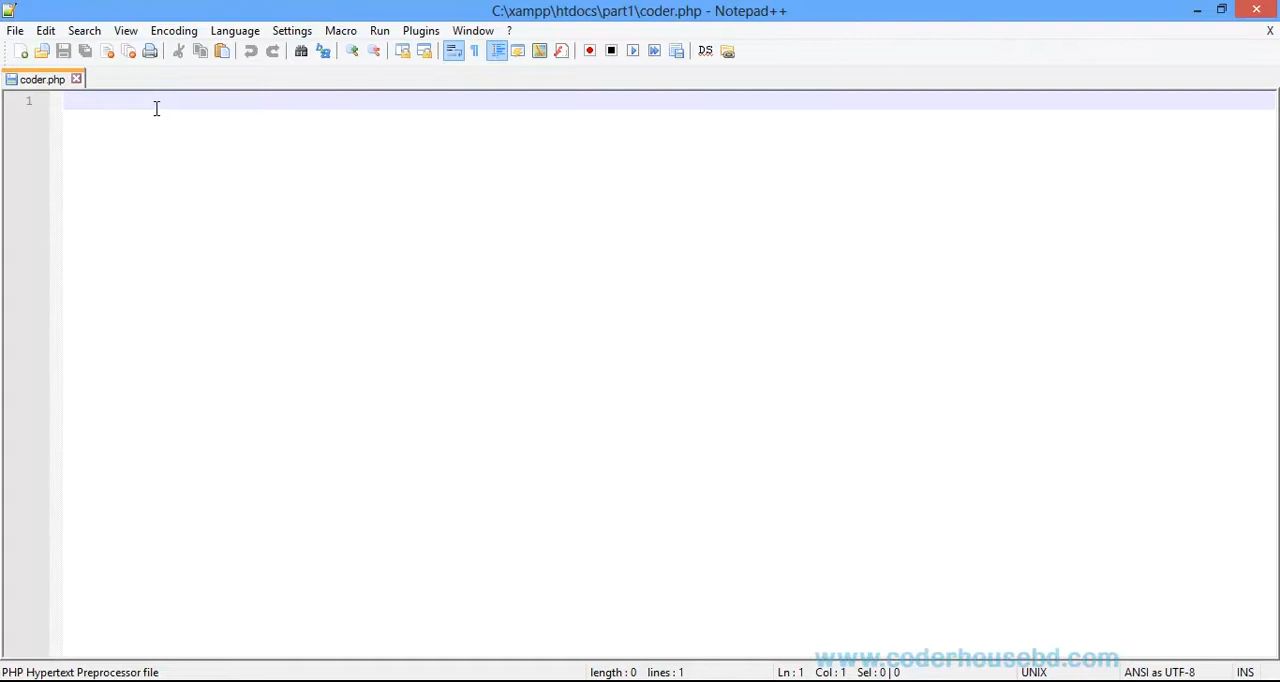 C:\xampp\htdocs\part1\coder.php - Notepad++
File Edit Search View Encoding Language Settings Macro Run Plugins Window ? X
DS
coder.php
1
www.coderhousebd.com
PHP Hypertext Preprocessor file length : 0 lines : 1 Ln : 1 Col : 1 Sel : 0 | 0 UNIX ANSI as UTF-8 INS